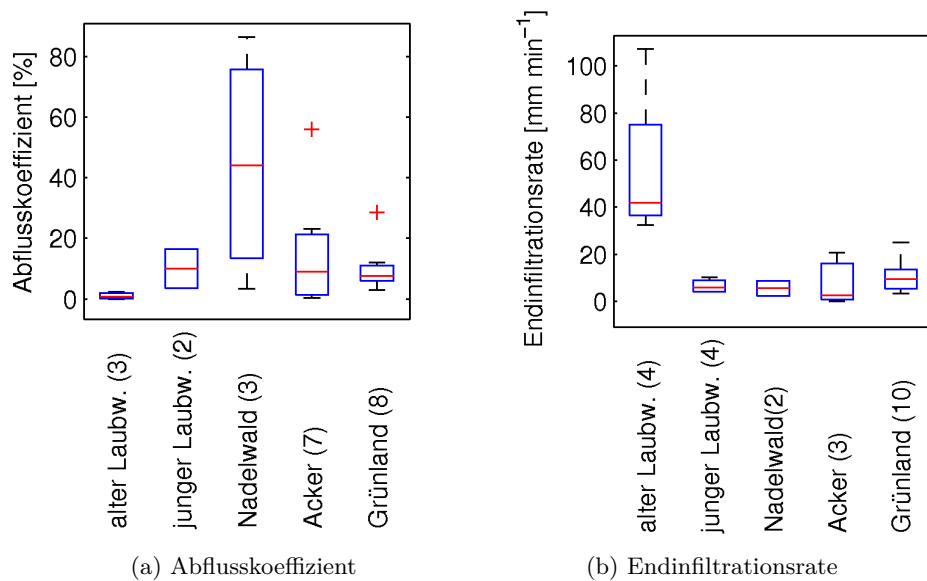 Abflusskoeffizient [%]
80
60
40
20
0
alter Laubw. (3)
junger Laubw. (2)
Nadelwald (3)
Acker (7)
Grünland (8)
(a) Abflusskoeffizient
Endinfiltrationsrate [mm min⁻¹]
100
80
60
40
20
0
alter Laubw. (4)
junger Laubw. (4)
Nadelwald(2)
Acker (3)
Grünland (10)
(b) Endinfiltrationsrate